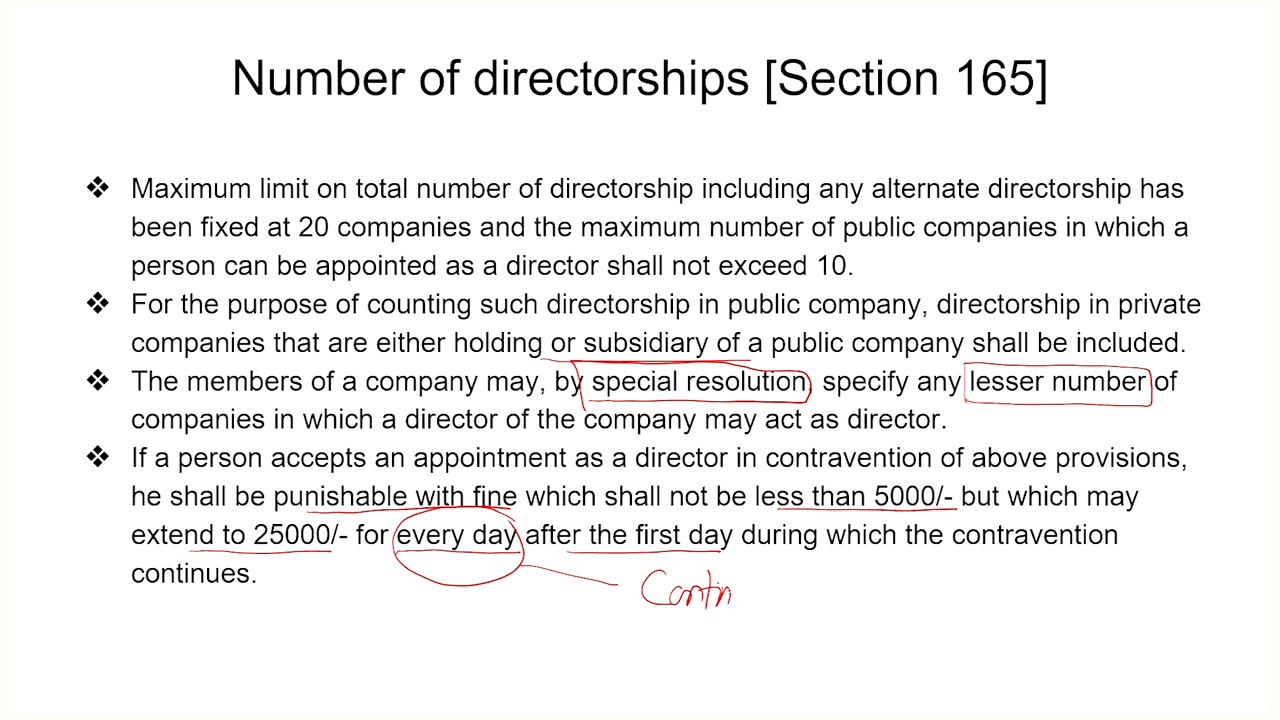 Number of directorships [Section 165]
❖ Maximum limit on total number of directorship including any alternate directorship has
been fixed at 20 companies and the maximum number of public companies in which a
person can be appointed as a director shall not exceed 10.
❖ For the purpose of counting such directorship in public company, directorship in private
companies that are either holding or subsidiary of a public company shall be included.
❖ The members of a company may, by special resolution, specify any lesser number of
companies in which a director of the company may act as director.
❖ If a person accepts an appointment as a director in contravention of above provisions,
he shall be punishable with fine which shall not be less than 5000/- but which may
extend to 25000/- for every day after the first day during which the contravention
continues.
Contin